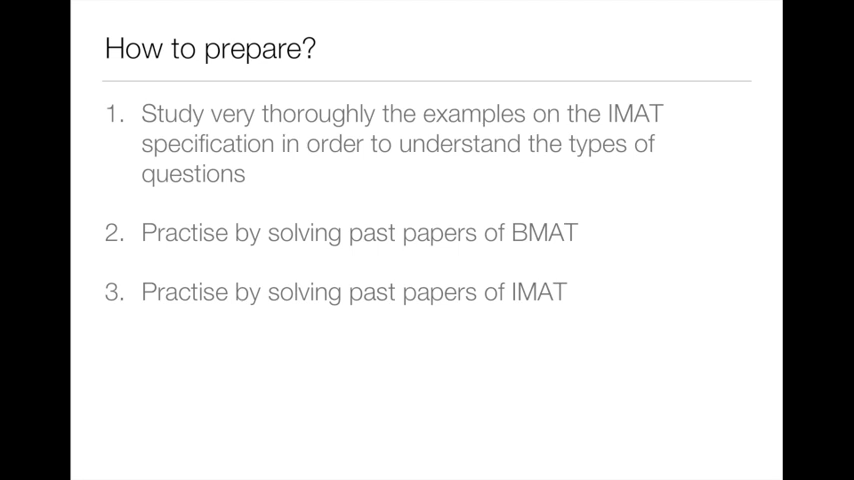 How to prepare?
1. Study very thoroughly the examples on the IMAT
specification in order to understand the types of
questions
2. Practise by solving past papers of BMAT
3. Practise by solving past papers of IMAT